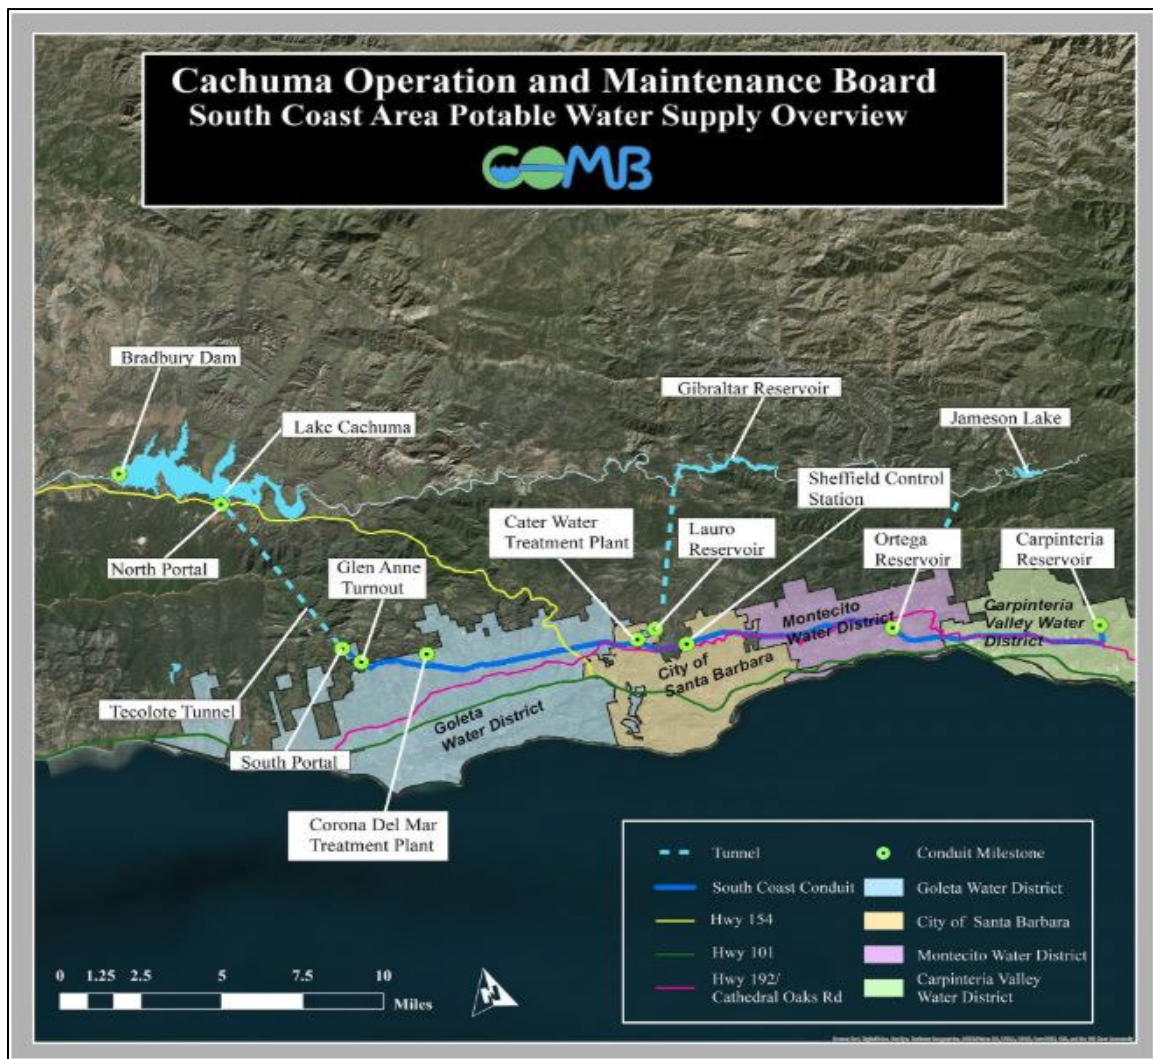 Cachuma Operation and Maintenance Board
South Coast Area Potable Water Supply Overview
COMB
Bradbury Dam
Lake Cachuma
Gibraltar Reservoir
Jameson Lake
Sheffield Control
Station
Cater Water
Treatment Plant
Lauro
Reservoir
Ortega
Reservoir
Carpinteria
Reservoir
North Portal
Glen Anne
Turnout
Montecito
Water District
Carpinteria
Valley Water
District
City of
Santa Barbara
Tecolote Tunnel
Goleta
Water District
South Portal
Corona Del Mar
Treatment Plant
Tunnel
Conduit Milestone
South Coast Conduit
Goleta Water District
Hwy 154
City of Santa Barbara
Hwy 101
Montecito Water District
Hwy 192/
Cathedral Oaks Rd
Carpinteria Valley
Water District
0 1.25 2.5 5 7.5 10
Miles
N